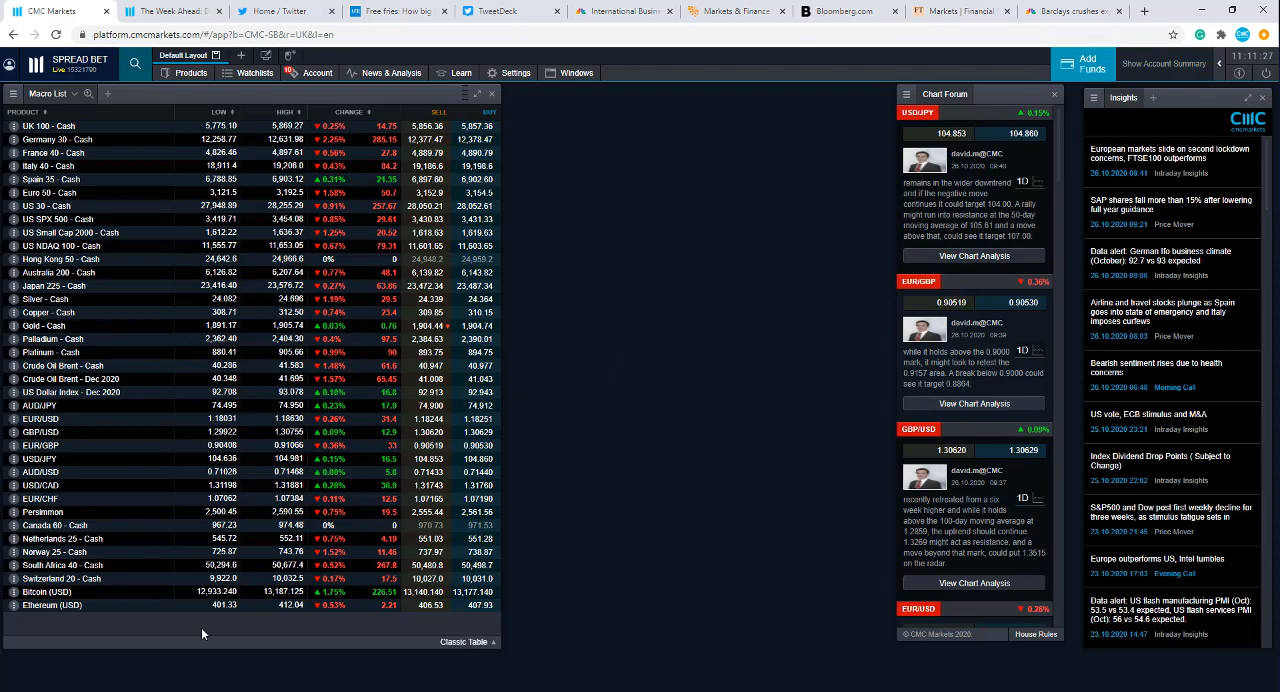 CMC Markets
The Week Ahead: E
Home / Twitter
Free fries: How big
TweetDeck
International Busin
Markets & Finance
Bloomberg.com
Markets | Financial
Barclays crushes ex
platform.cmcmarkets.com/#/app?b=CMC-SB&r=UK&l=en
SPREAD BET
Live 15321790
Default Layout
Products
Watchlists
10
Account
News & Analysis
Learn
Settings
Windows
Add Funds
Show Account Summary
11:11:27
Macro List
PRODUCT LOW HIGH CHANGE SELL BUY
UK 100 - Cash 5,775.10 5,869.27 0.25% 14.75 5,856.36 5,857.36
Germany 30 - Cash 12,258.77 12,631.98 2.25% 285.15 12,377.47 12,378.47
France 40 - Cash 4,826.46 4,897.61 0.56% 27.8 4,889.79 4,890.79
Italy 40 - Cash 18,911.4 19,206.0 0.43% 84.2 19,186.6 19,198.6
Spain 35 - Cash 6,788.85 6,903.12 0.31% 21.35 6,897.60 6,902.60
Euro 50 - Cash 3,121.5 3,192.5 1.58% 50.7 3,152.9 3,154.5
US 30 - Cash 27,948.89 28,255.29 0.91% 257.67 28,050.21 28,052.61
US SPX 500 - Cash 3,419.71 3,454.08 0.85% 29.61 3,430.83 3,431.33
US Small Cap 2000 - Cash 1,612.22 1,636.37 1.25% 20.52 1,618.63 1,619.63
US NDAQ 100 - Cash 11,555.77 11,653.05 0.67% 79.31 11,601.65 11,603.65
Hong Kong 50 - Cash 24,642.6 24,966.6 0% 0 24,948.2 24,959.2
Australia 200 - Cash 6,126.82 6,207.64 0.77% 48.1 6,139.82 6,143.82
Japan 225 - Cash 23,416.40 23,576.72 0.27% 63.86 23,472.34 23,487.34
Silver - Cash 24.082 24.696 1.19% 29.5 24.339 24.364
Copper - Cash 308.71 312.50 0.74% 23.4 309.85 310.15
Gold - Cash 1,891.17 1,905.74 0.03% 0.76 1,904.44 1,904.74
Palladium - Cash 2,362.40 2,404.30 0.4% 97.5 2,384.63 2,390.01
Platinum - Cash 880.41 905.66 0.99% 90 893.75 894.75
Crude Oil Brent - Cash 40.286 41.583 1.48% 61.6 40.947 40.977
Crude Oil Brent - Dec 2020 40.348 41.695 1.57% 65.45 41.008 41.043
US Dollar Index - Dec 2020 92.708 93.078 0.18% 16.8 92.913 92.943
AUD/JPY 74.495 74.950 0.23% 17.9 74.900 74.912
EUR/USD 1.18031 1.18630 0.26% 31.4 1.18244 1.18251
GBP/USD 1.29922 1.30755 0.09% 12.9 1.30620 1.30629
EUR/GBP 0.90408 0.91066 0.36% 33 0.90519 0.90530
USD/JPY 104.636 104.981 0.15% 16.5 104.853 104.860
AUD/USD 0.71026 0.71468 0.08% 5.8 0.71433 0.71440
USD/CAD 1.31198 1.31881 0.28% 36.9 1.31743 1.31760
EUR/CHF 1.07062 1.07384 0.11% 12.6 1.07165 1.07190
Persimmon 2,500.45 2,590.55 0.75% 19.5 2,555.44 2,561.56
Canada 60 - Cash 967.23 974.48 0% 0 970.73 971.53
Netherlands 25 - Cash 545.72 552.11 0.75% 4.19 551.03 551.28
Norway 25 - Cash 725.87 743.76 1.52% 11.46 737.97 738.87
South Africa 40 - Cash 50,294.6 50,677.4 0.52% 267.8 50,480.8 50,498.7
Switzerland 20 - Cash 9,922.0 10,032.5 0.17% 17.5 10,027.0 10,031.0
Bitcoin (USD) 12,933.240 13,187.125 1.75% 226.51 13,140.140 13,177.140
Ethereum (USD) 401.33 412.04 0.53% 2.21 406.53 407.93
Classic Table
Chart Forum
USD/JPY 0.15%
104.853 104.860
david.m@CMC
26.10.2020 09:40
1D
remains in the wider downtrend
and if the negative move
continues it could target 104.00. A rally
might run into resistance at the 50-day
moving average of 105.61 and a move
above that, could see it target 107.00.
View Chart Analysis
EUR/GBP 0.36%
0.90519 0.90530
david.m@CMC
26.10.2020 09:39
1D
while it holds above the 0.9000
mark, it might look to retest the
0.9157 area. A break below 0.9000 could
see it target 0.8864.
View Chart Analysis
GBP/USD 0.09%
1.30620 1.30629
david.m@CMC
26.10.2020 09:37
1D
recently retreated from a six
week higher and while it holds
above the 100-day moving average at
1.2859, the uptrend should continue.
1.3269 might act as resistance, and a
move beyond that mark, could put 1.3515
on the radar.
View Chart Analysis
EUR/USD 0.26%
© CMC Markets 2020.
House Rules
Insights
cmc markets
European markets slide on second lockdown
concerns, FTSE100 outperforms
26.10.2020 09:41 Intraday Insights
SAP shares fall more than 15% after lowering
full year guidance
26.10.2020 09:21 Price Mover
Data alert: German Ifo business climate
(October): 92.7 vs 93 expected
26.10.2020 09:00 Intraday Insights
Airline and travel stocks plunge as Spain
goes into state of emergency and Italy
imposes curfews
26.10.2020 08:03 Price Mover
Bearish sentiment rises due to health
concerns
26.10.2020 06:48 Morning Call
US vote, ECB stimulus and M&A
25.10.2020 23:21 Intraday Insights
Index Dividend Drop Points ( Subject to
Change)
25.10.2020 22:02 Intraday Insights
S&P500 and Dow post first weekly decline for
three weeks, as stimulus fatigue sets in
23.10.2020 21:45 Price Mover
Europe outperforms US, Intel tumbles
23.10.2020 17:03 Evening Call
Data alert: US flash manufacturing PMI (Oct):
53.5 vs 53.4 expected, US flash services PMI
(Oct): 56 vs 54.6 expected.
23.10.2020 14:47 Intraday Insights